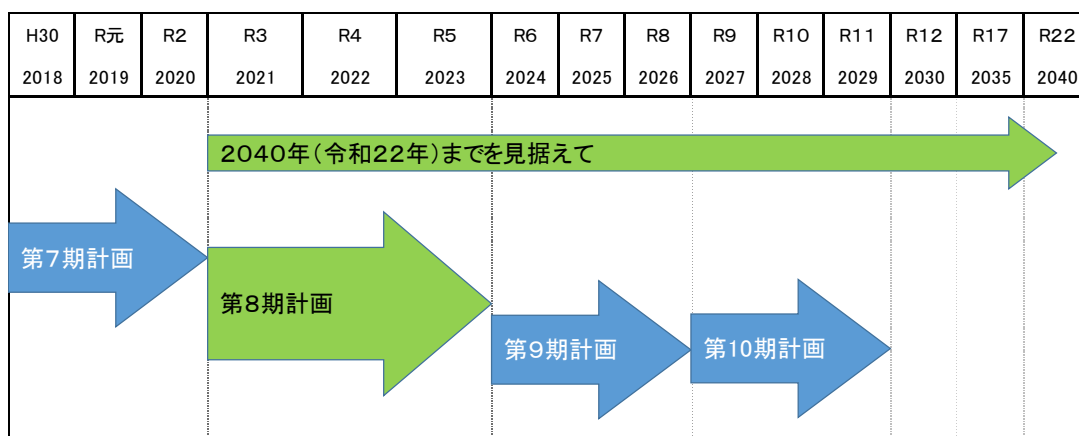 H30 R元 R2 R3 R4 R5 R6 R7 R8 R9 R10 R11 R12 R17 R22
2018 2019 2020 2021 2022 2023 2024 2025 2026 2027 2028 2029 2030 2035 2040
2040年(令和22年)までを見据えて
第7期計画
第8期計画
第9期計画
第10期計画